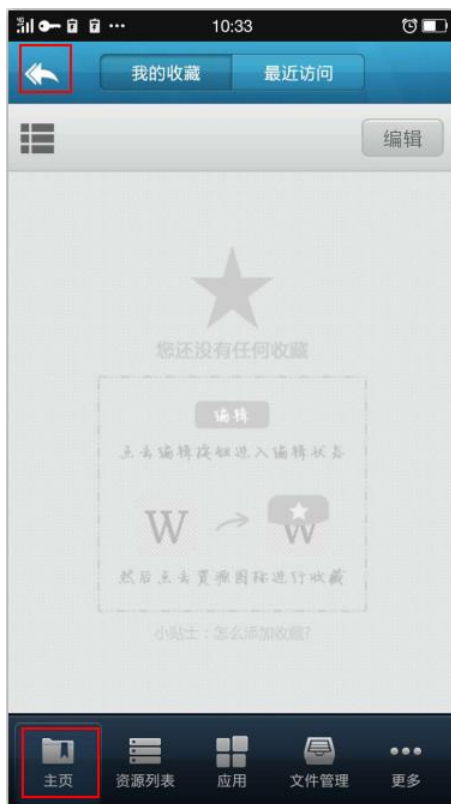 10:33
我的收藏 最近访问
编辑
您还没有任何收藏
编辑
点击编辑按钮进入编辑状态
W W
然后点击资源图标进行收藏
小贴士：怎么添加收藏?
主页 资源列表 应用 文件管理 更多